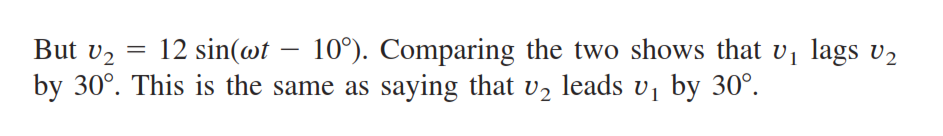 But v₂ = 12 sin(ωt − 10°). Comparing the two shows that v₁ lags v₂
by 30°. This is the same as saying that v₂ leads v₁ by 30°.